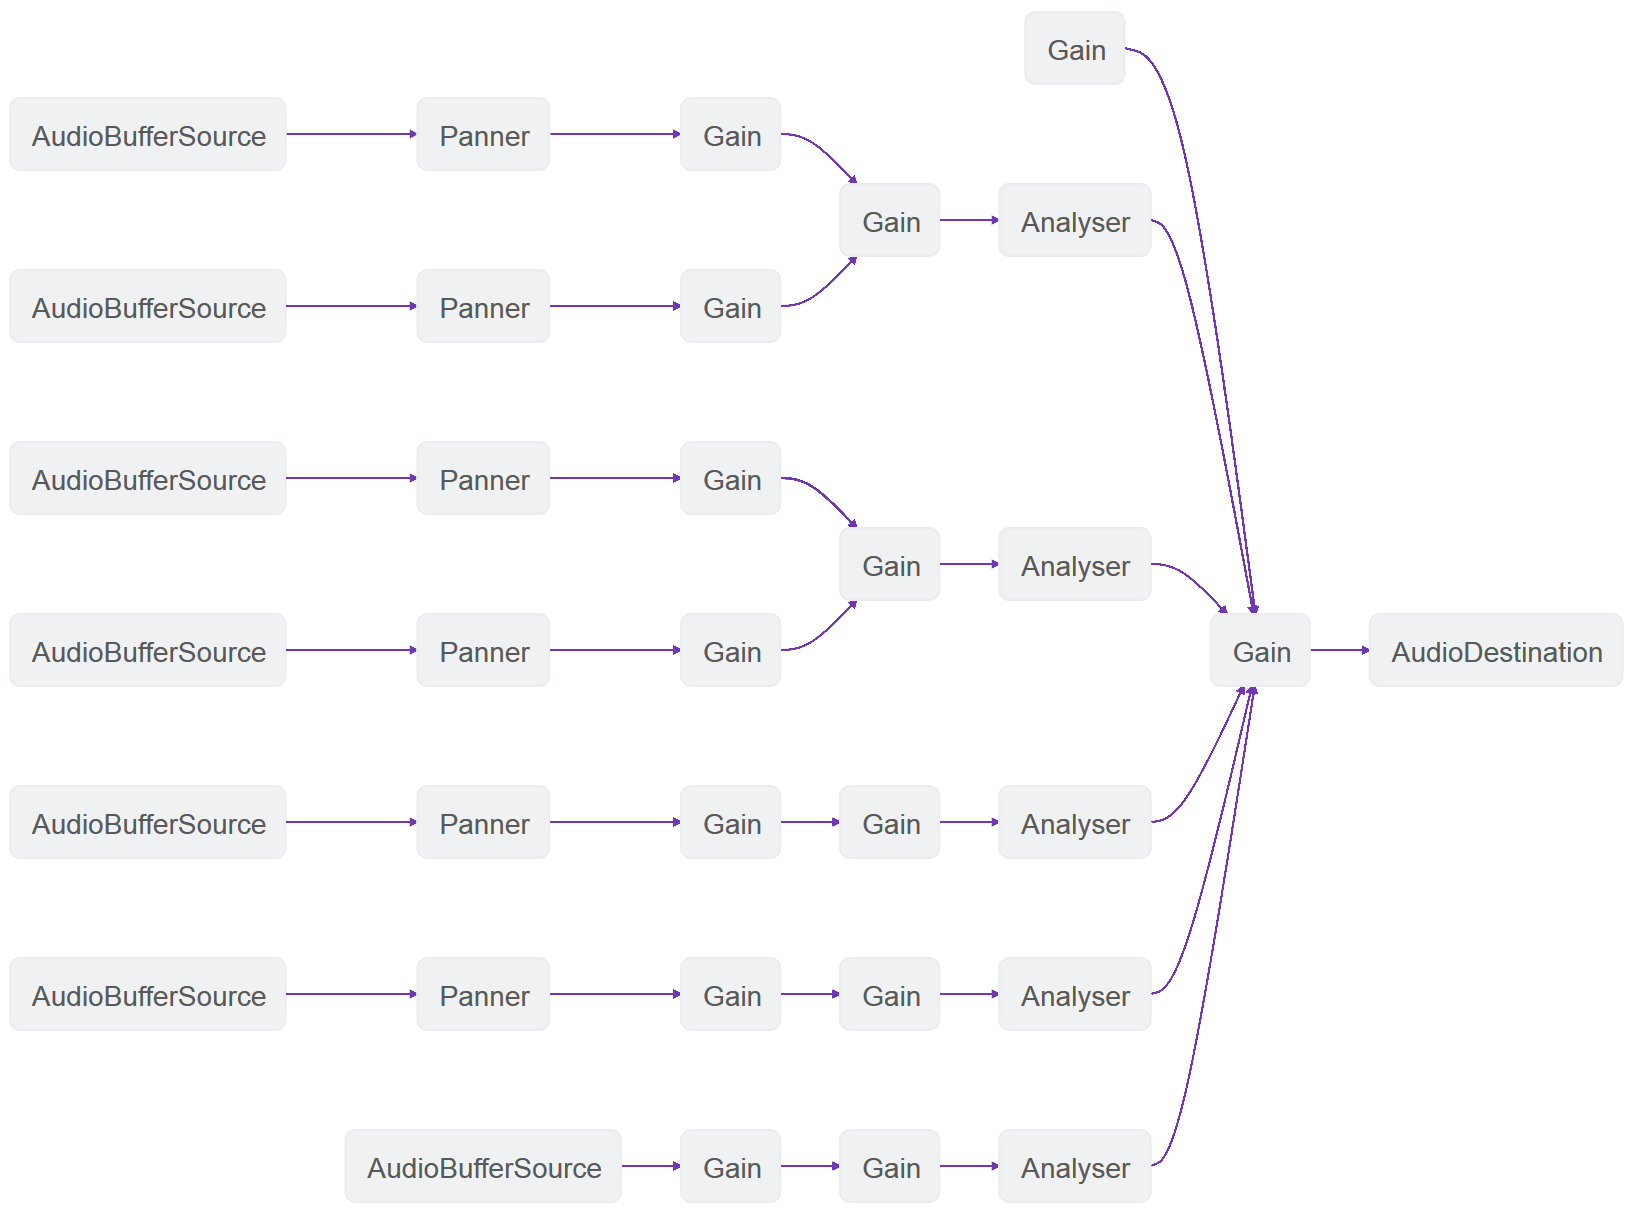 Gain
AudioBufferSource Panner Gain
Gain Analyser
AudioBufferSource Panner Gain
AudioBufferSource Panner Gain
Gain Analyser
AudioBufferSource Panner Gain Gain AudioDestination
AudioBufferSource Panner Gain Gain Analyser
AudioBufferSource Panner Gain Gain Analyser
AudioBufferSource Gain Gain Analyser